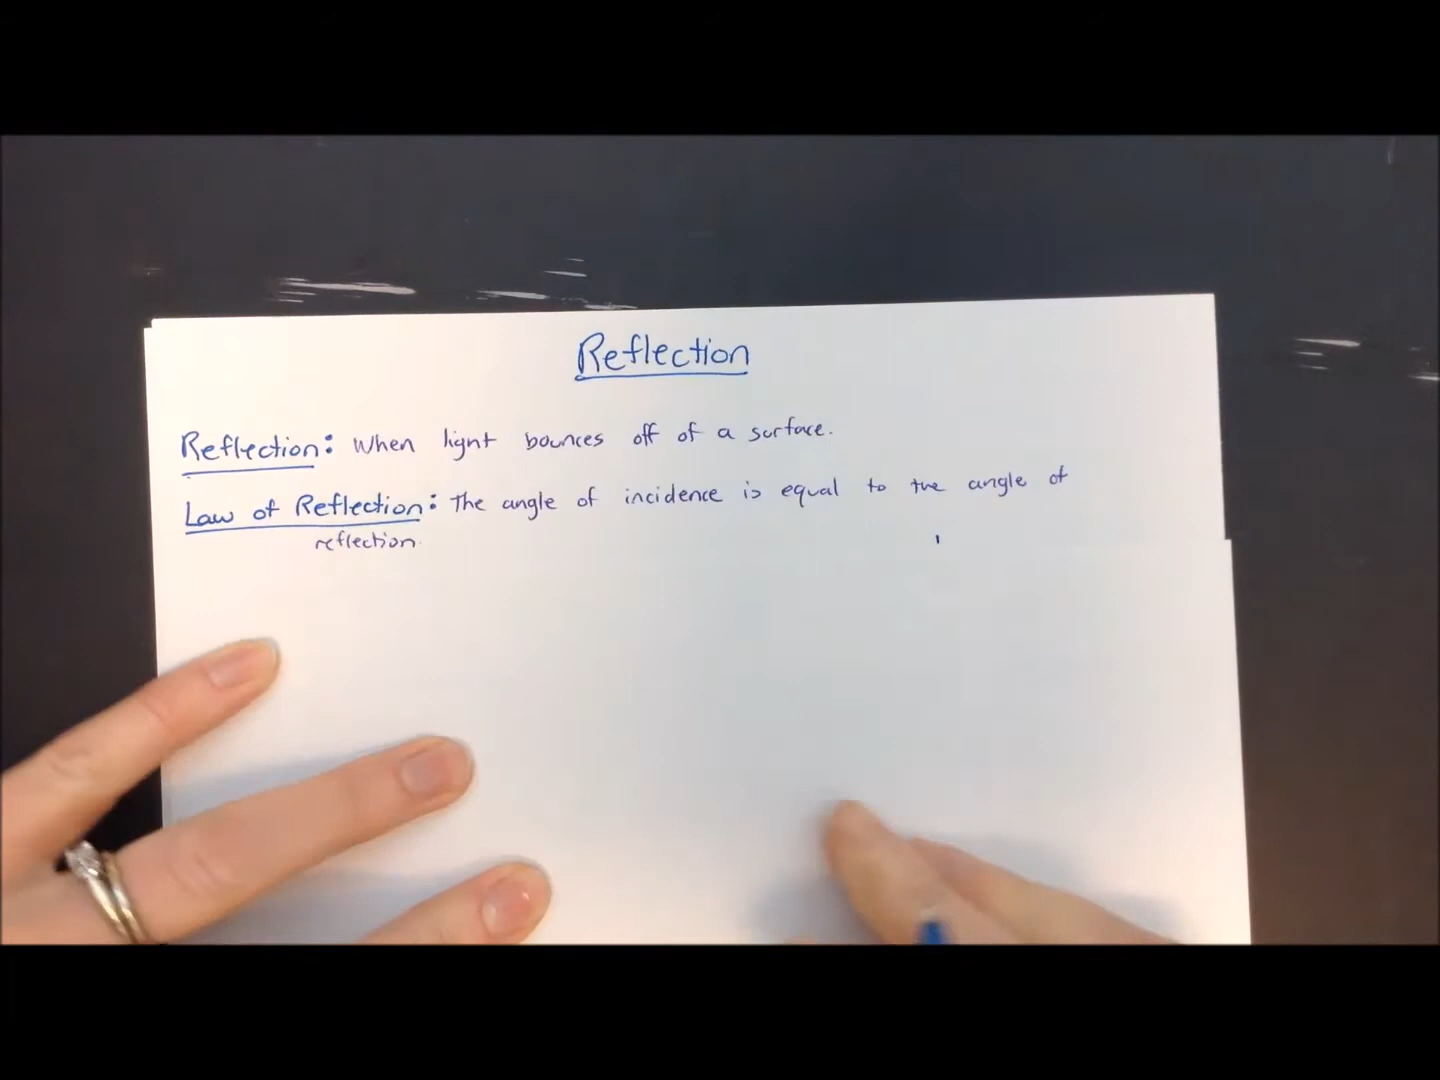 Reflection
Reflection: When light bounces off of a surface.
Law of Reflection: The angle of incidence is equal to the angle of
reflection.